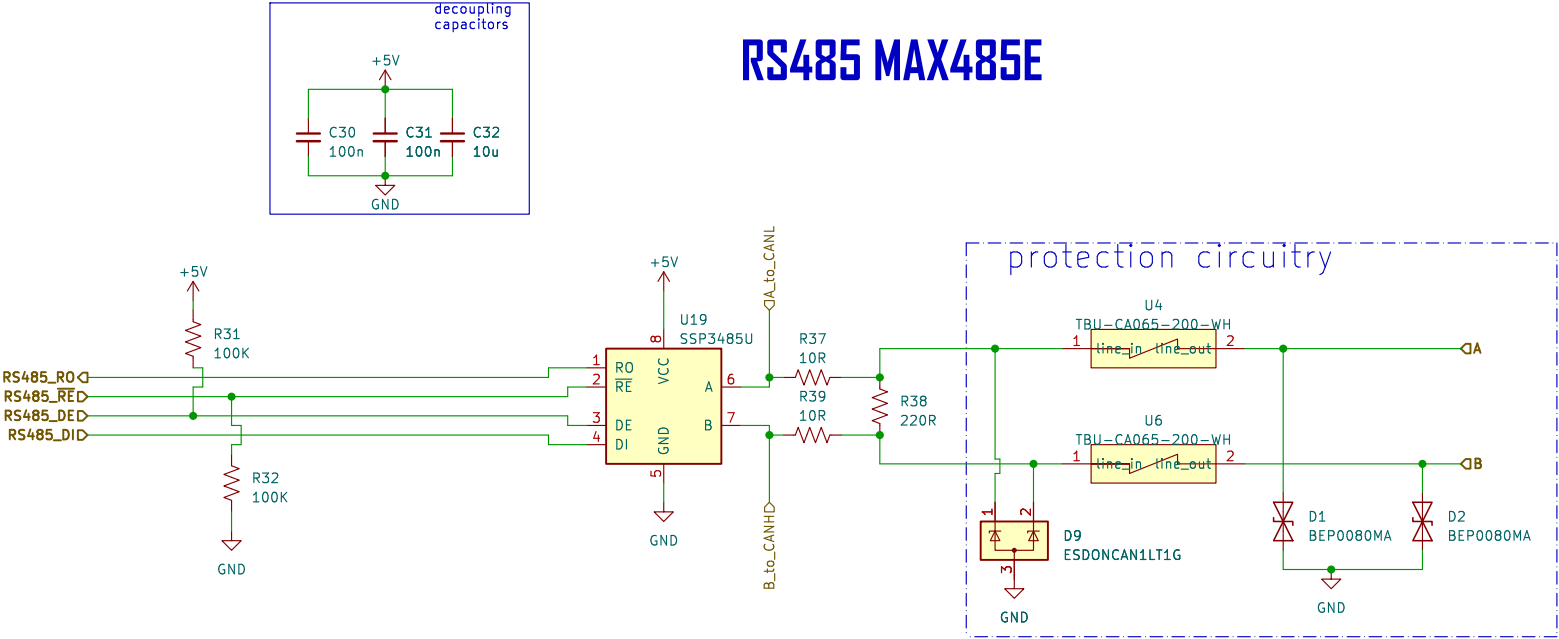 decoupling
capacitors
RS485 MAX485E
+5V
C30
100n
C31
100n
C32
10u
GND
+5V
R31
100K
RS485_RO
RS485_RE
RS485_DE
RS485_DI
R32
100K
GND
+5V
U19
SSP3485U
8
VCC
1
RO
2
RE
3
DE
4
DI
A
6
B
7
GND
5
GND
A_to_CANL
B_to_CANH
R37
10R
R39
10R
R38
220R
protection circuitry
U4
TBU-CA065-200-WH
1
line_in
line_out
2
A
U6
TBU-CA065-200-WH
1
line_in
line_out
2
B
1
2
3
D9
ESDONCAN1LT1G
GND
D1
BEP0080MA
D2
BEP0080MA
GND